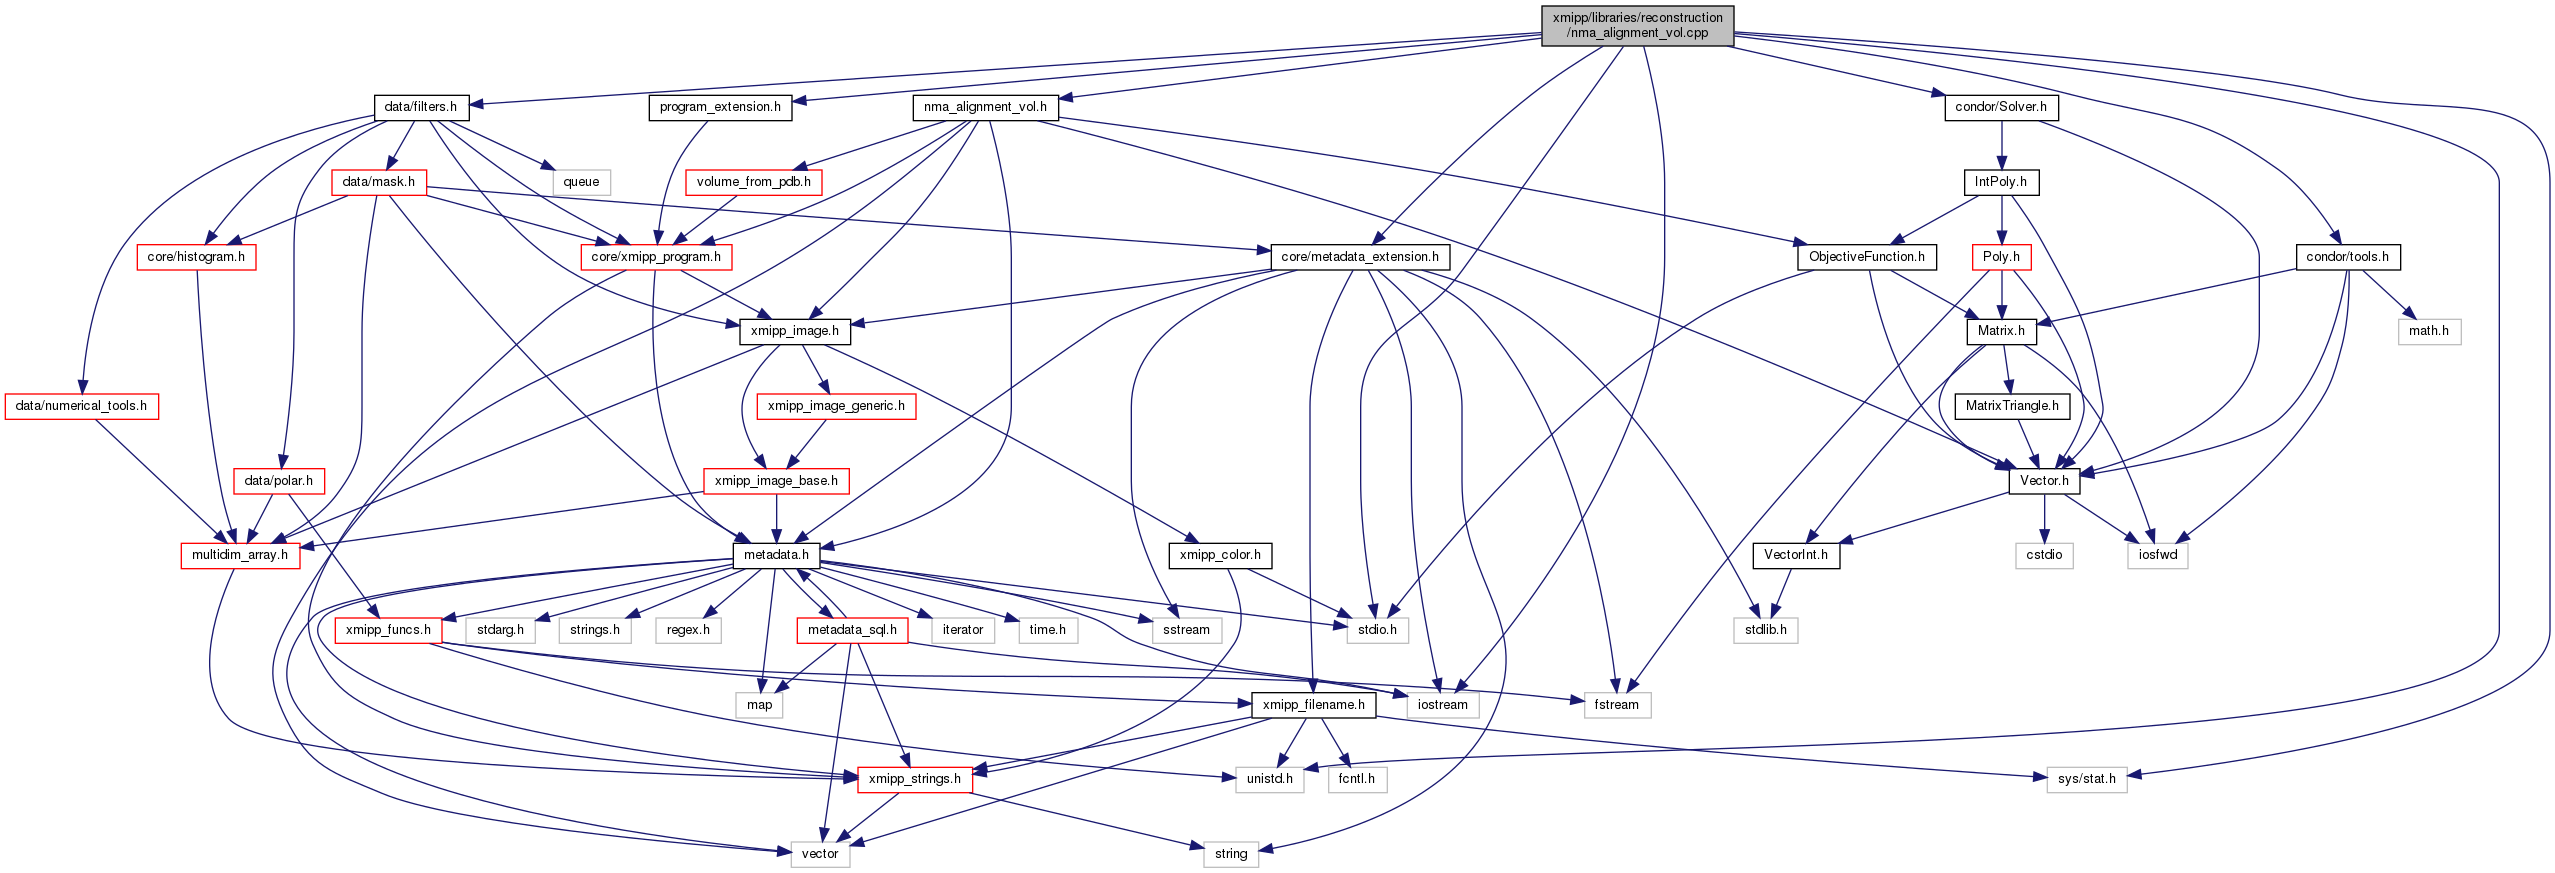 xmipp/libraries/reconstruction
/nma_alignment_vol.cpp
data/filters.h
program_extension.h
nma_alignment_vol.h
condor/Solver.h
data/mask.h
queue
volume_from_pdb.h
IntPoly.h
core/histogram.h
core/xmipp_program.h
core/metadata_extension.h
ObjectiveFunction.h
Poly.h
condor/tools.h
xmipp_image.h
Matrix.h
math.h
data/numerical_tools.h
xmipp_image_generic.h
MatrixTriangle.h
data/polar.h
xmipp_image_base.h
Vector.h
multidim_array.h
metadata.h
xmipp_color.h
VectorInt.h
cstdio
iosfwd
xmipp_funcs.h
stdarg.h
strings.h
regex.h
metadata_sql.h
iterator
time.h
sstream
stdio.h
stdlib.h
map
xmipp_filename.h
iostream
fstream
xmipp_strings.h
unistd.h
fcntl.h
sys/stat.h
vector
string